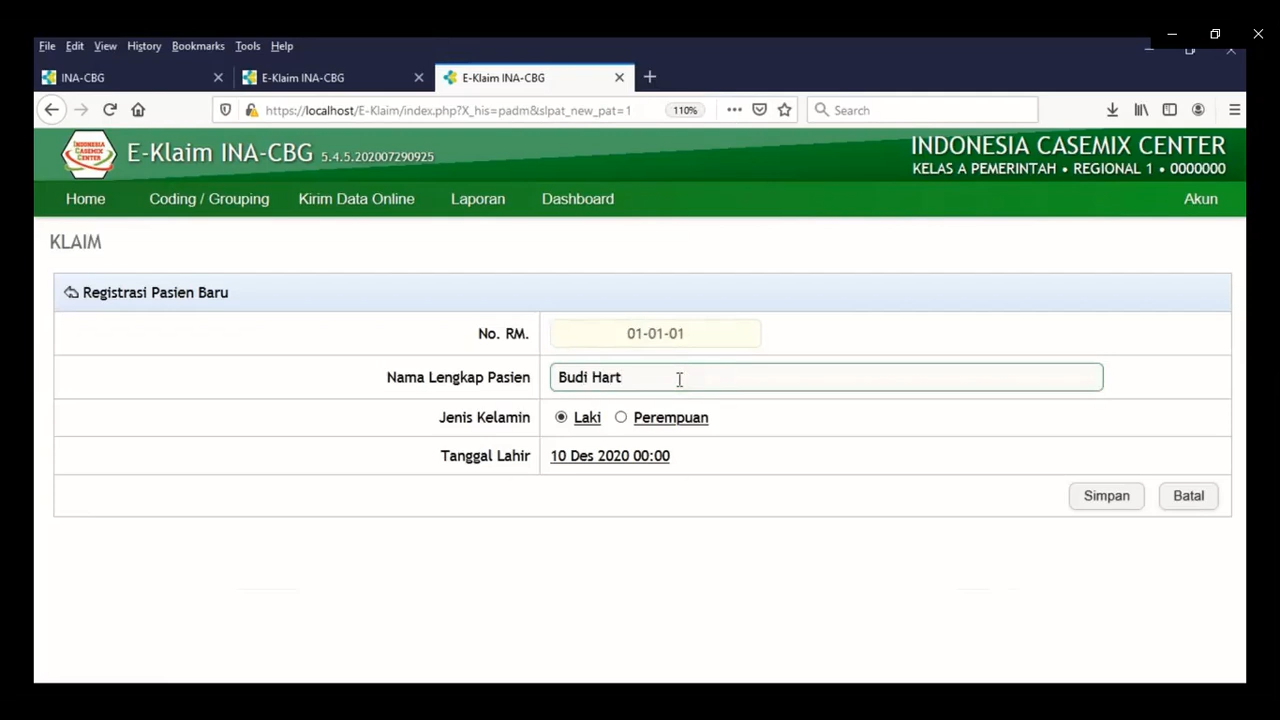 File Edit View History Bookmarks Tools Help
INA-CBG E-Klaim INA-CBG E-Klaim INA-CBG
https://localhost/E-Klaim/index.php?X_his=padm&slpat_new_pat=1 110% Search
INDONESIA CASEMIX CENTER
E-Klaim INA-CBG 5.4.5.202007290925
INDONESIA CASEMIX CENTER
KELAS A PEMERINTAH • REGIONAL 1 • 0000000
Home Coding / Grouping Kirim Data Online Laporan Dashboard Akun
KLAIM
Registrasi Pasien Baru
No. RM. 01-01-01
Nama Lengkap Pasien Budi Hart
Jenis Kelamin Laki Perempuan
Tanggal Lahir 10 Des 2020 00:00
Simpan Batal